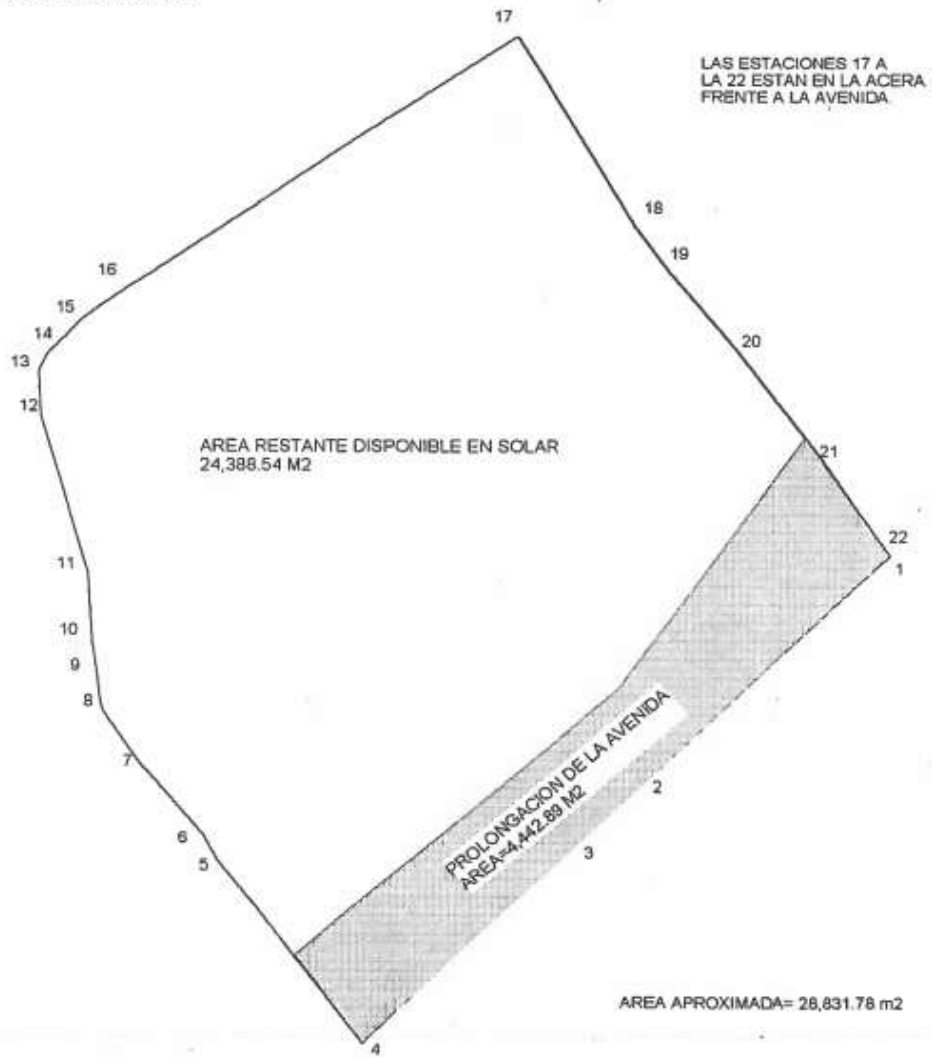 17
LAS ESTACIONES 17 A
LA 22 ESTAN EN LA ACERA
FRENTE A LA AVENIDA.
18
19
16
15
14
20
13
12
AREA RESTANTE DISPONIBLE EN SOLAR
24,388.54 M2
21
22
11
1
10
9
8
PROLONGACION DE LA AVENIDA
AREA=4,442.89 M2
7
2
6
3
5
AREA APROXIMADA= 28,831.78 m2
4